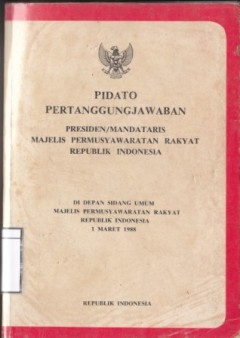 PIDATO
PERTANGGUNGJAWABAN
PRESIDEN/MANDATARIS
MAJELIS PERMUSYAWARATAN RAKYAT
REPUBLIK INDONESIA
DI DEPAN SIDANG UMUM
MAJELIS PERMUSYAWARATAN RAKYAT
REPUBLIK INDONESIA
1 MARET 1988
REPUBLIK INDONESIA